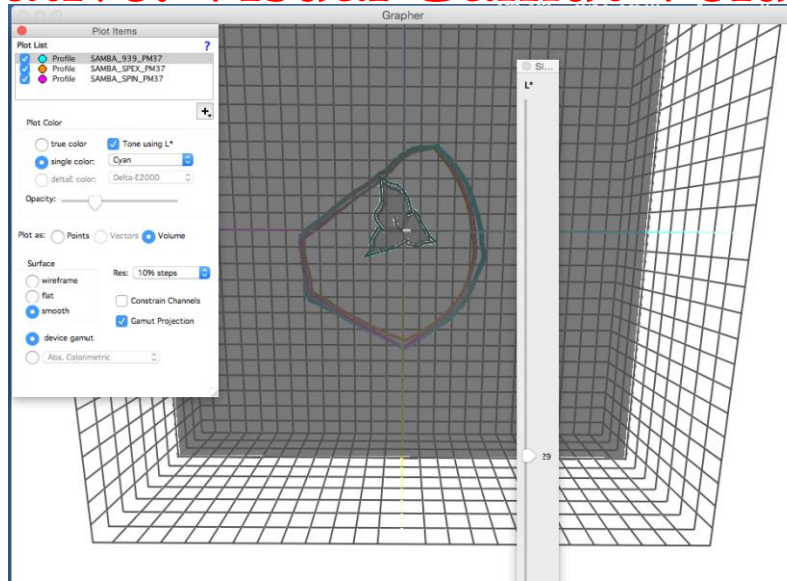 Grapher
Plot Items
Plot List
?
Profile SAMBA_939_PM37
Profile SAMBA_SPEX_PM37
Profile SAMBA_SPIN_PM37
Plot Color
true color
Tone using L*
single color:
Cyan
deltaE color:
Delta-E2000
Opacity:
Plot as:
Points
Vectors
Volume
Surface
wireframe
flat
smooth
Res:
10% steps
Constrain Channels
Gamut Projection
device gamut
Abs. Colorimetric
Sl...
L*
29